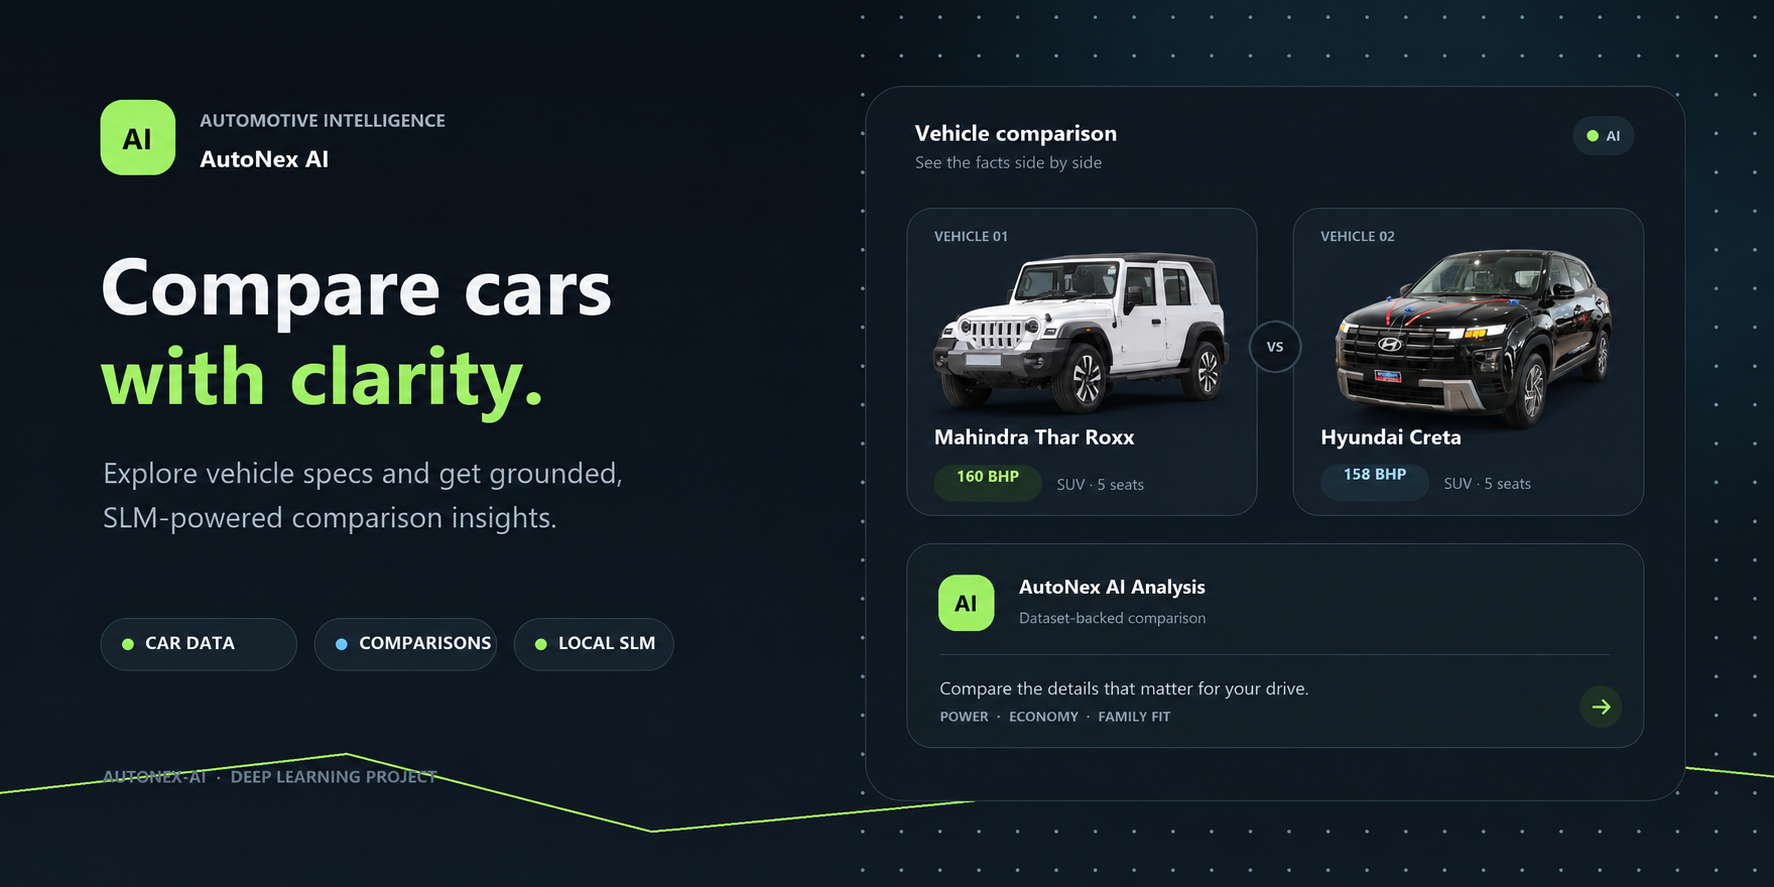 AI
AUTOMOTIVE INTELLIGENCE
AutoNex AI
Compare cars
with clarity.
Explore vehicle specs and get grounded,
SLM-powered comparison insights.
CAR DATA
COMPARISONS
LOCAL SLM
AUTONEX-AI · DEEP LEARNING PROJECT
Vehicle comparison
See the facts side by side
AI
VEHICLE 01
Mahindra Thar Roxx
160 BHP
SUV · 5 seats
VS
VEHICLE 02
Hyundai Creta
158 BHP
SUV · 5 seats
AI
AutoNex AI Analysis
Dataset-backed comparison
Compare the details that matter for your drive.
POWER · ECONOMY · FAMILY FIT